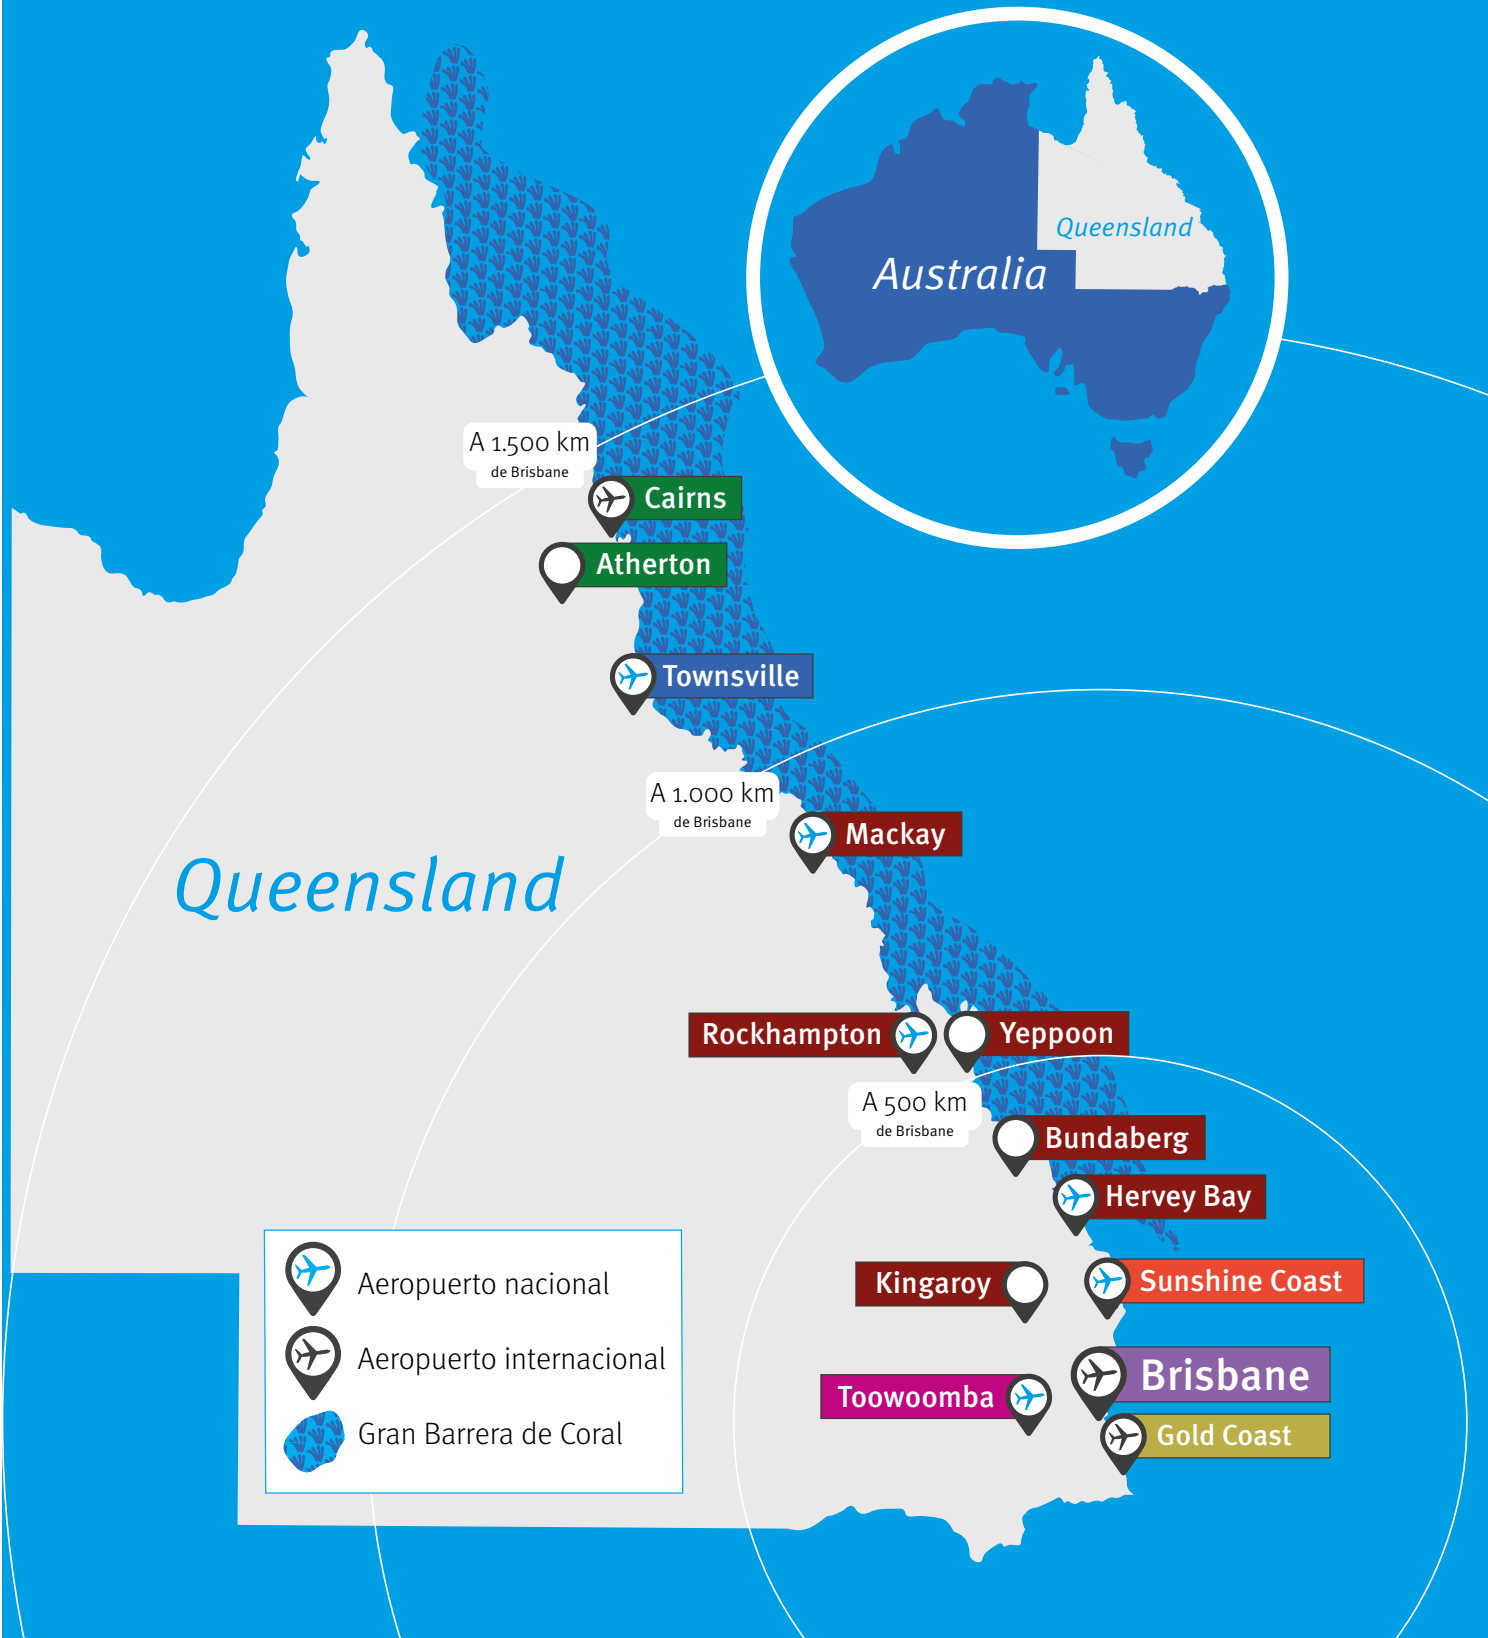 Queensland
Australia
A 1.500 km
de Brisbane
Cairns
Atherton
Townsville
A 1.000 km
de Brisbane
Mackay
Queensland
Rockhampton
Yeppoon
A 500 km
de Brisbane
Bundaberg
Hervey Bay
Kingaroy
Sunshine Coast
Brisbane
Toowoomba
Gold Coast
Aeropuerto nacional
Aeropuerto internacional
Gran Barrera de Coral